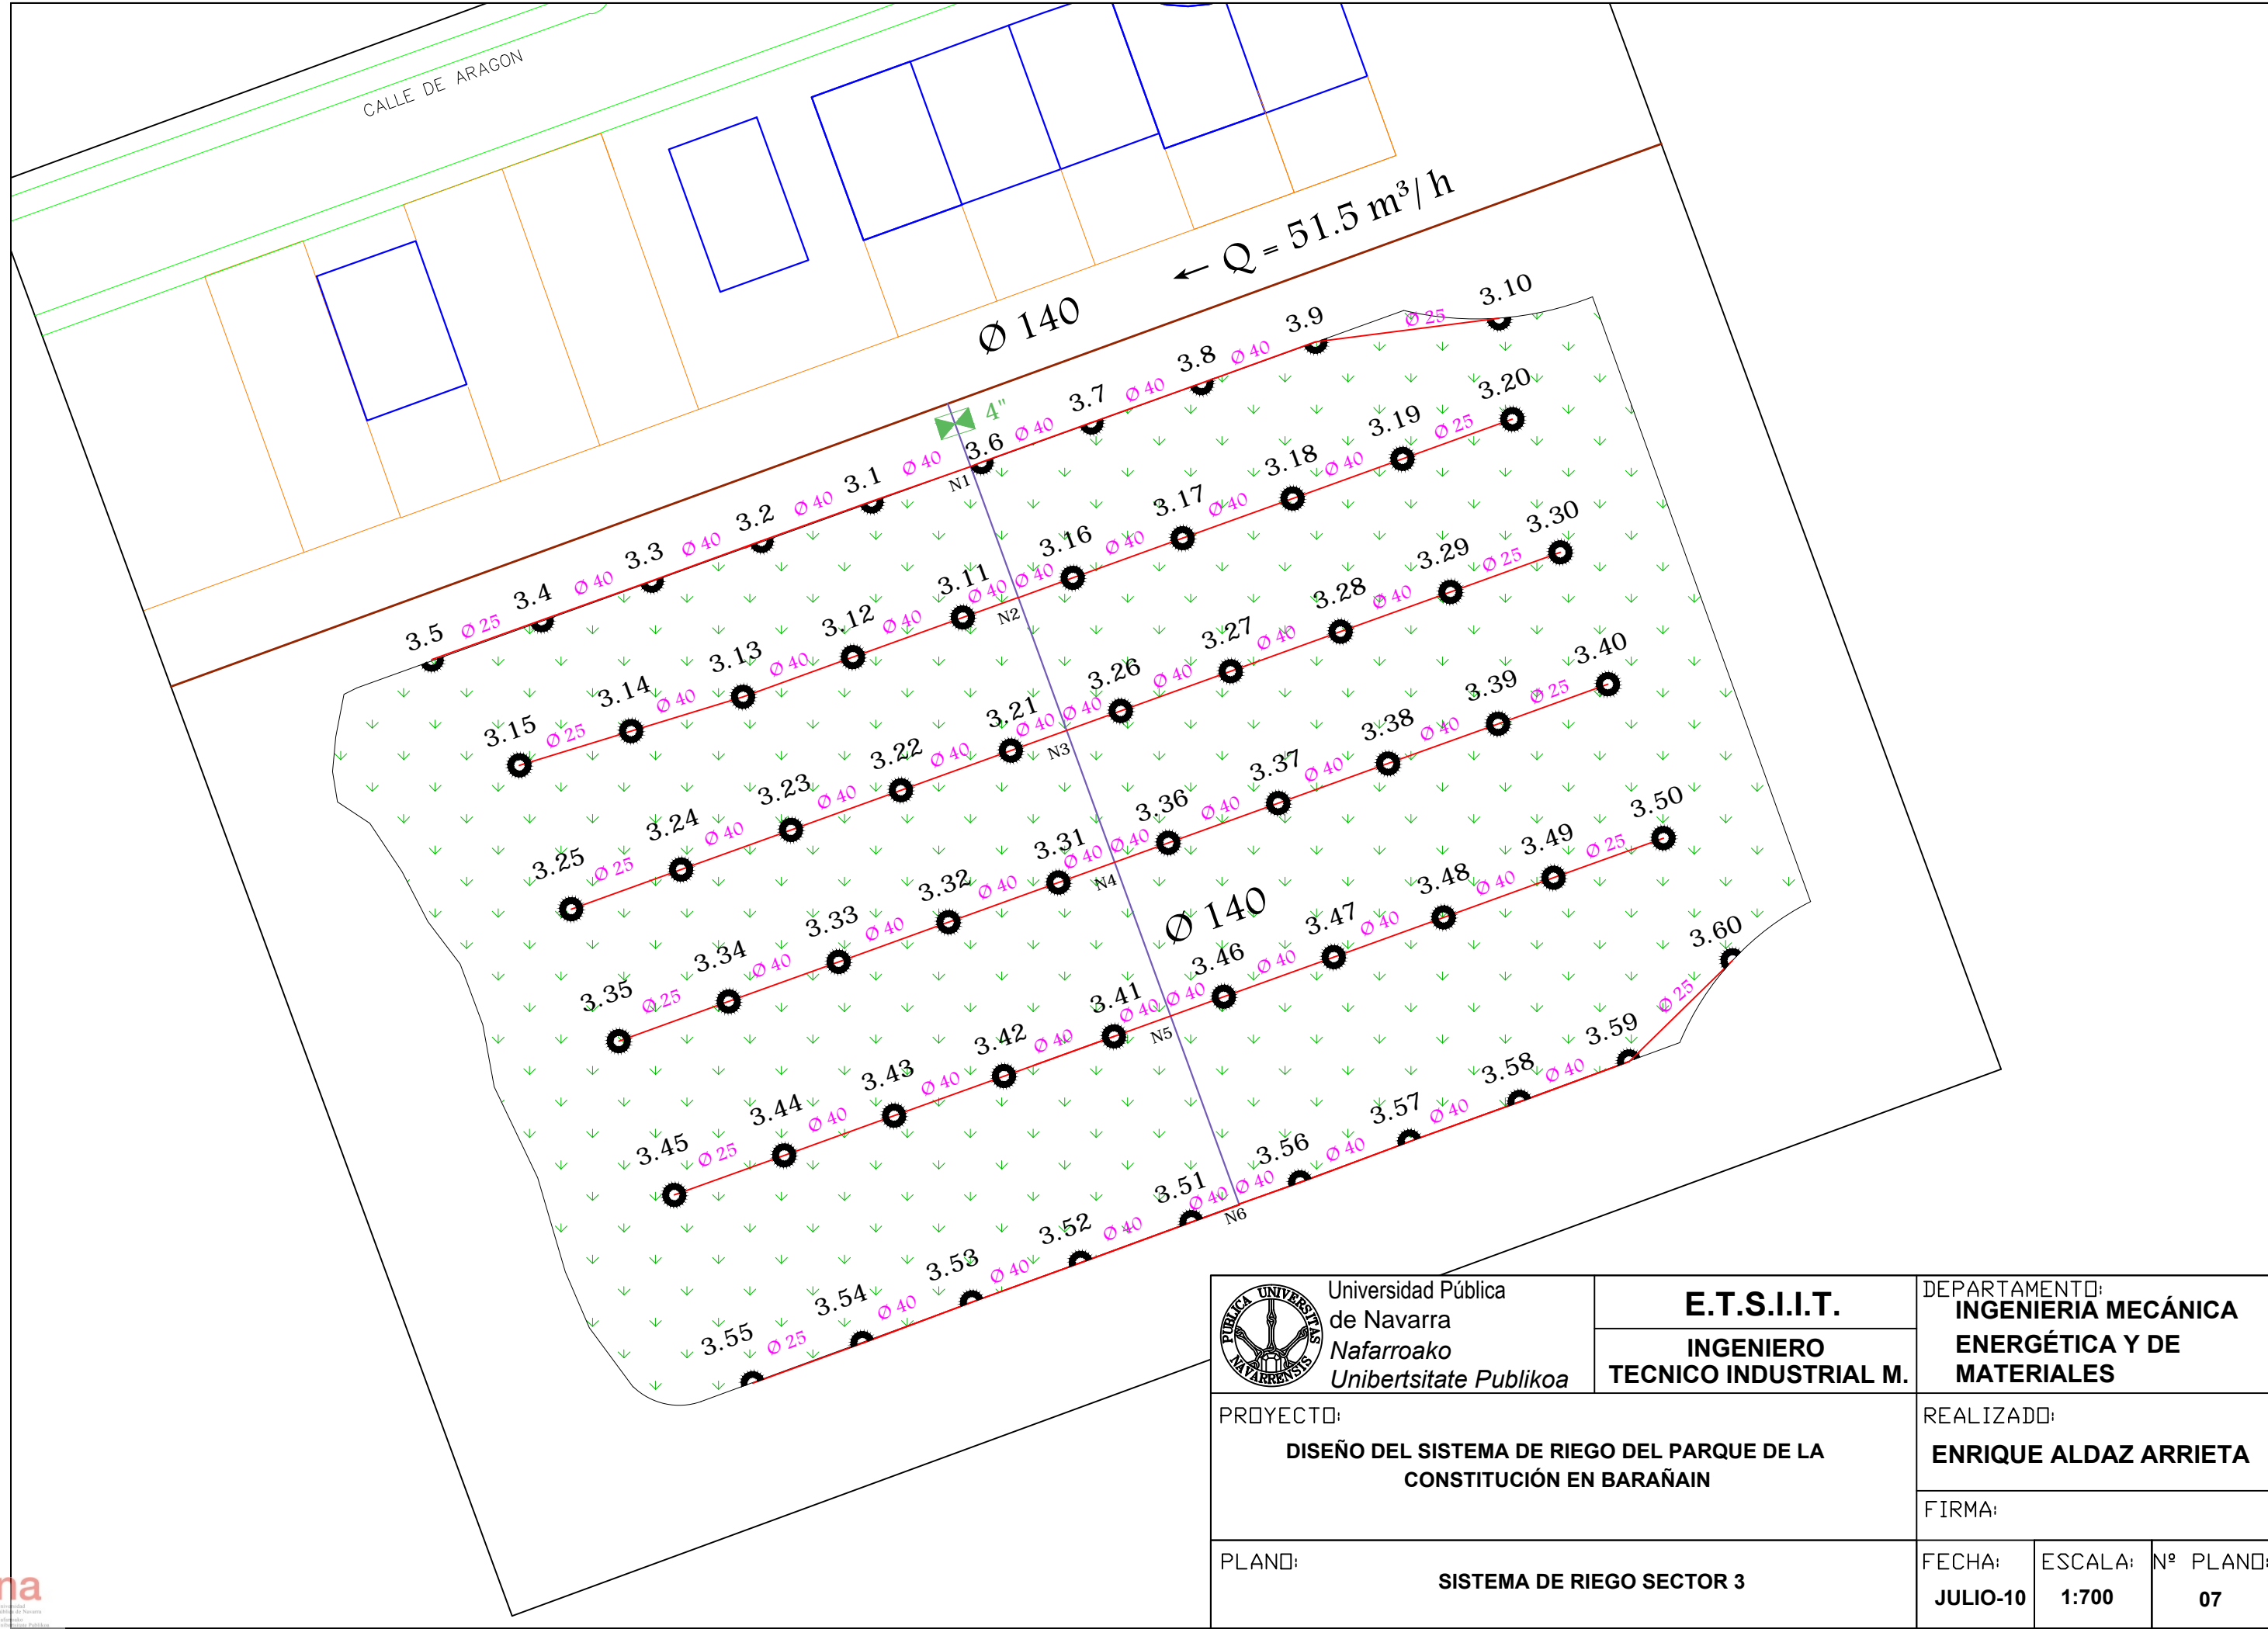 CALLE DE ARAGON
← Q = 51.5 m³/h
Ø 140
4"
3.10
3.9
3.8
3.7
3.6
3.1
3.2
3.3
3.4
3.5
Ø 25
Ø 40
Ø 40
Ø 40
Ø 40
Ø 40
Ø 40
Ø 40
Ø 25
N1
3.20
3.19
3.18
3.17
3.16
3.11
3.12
3.13
3.14
3.15
Ø 25
Ø 40
Ø 40
Ø 40
Ø 40
Ø 40
Ø 40
Ø 40
Ø 40
Ø 25
N2
3.30
3.29
3.28
3.27
3.26
3.21
3.22
3.23
3.24
3.25
Ø 25
Ø 40
Ø 40
Ø 40
Ø 40
Ø 40
Ø 40
Ø 40
Ø 40
Ø 25
N3
3.40
3.39
3.38
3.37
3.36
3.31
3.32
3.33
3.34
3.35
Ø 25
Ø 40
Ø 40
Ø 40
Ø 40
Ø 40
Ø 40
Ø 40
Ø 40
Ø 25
N4
Ø 140
3.50
3.49
3.48
3.47
3.46
3.41
3.42
3.43
3.44
3.45
Ø 25
Ø 40
Ø 40
Ø 40
Ø 40
Ø 40
Ø 40
Ø 40
Ø 40
Ø 25
N5
3.60
3.59
3.58
3.57
3.56
3.51
3.52
3.53
3.54
3.55
Ø 25
Ø 40
Ø 40
Ø 40
Ø 40
Ø 40
Ø 40
Ø 40
Ø 40
Ø 25
N6
PUBLICA UNIVERSITAS NAVARRENSIS
Universidad Pública
de Navarra
Nafarroako
Unibertsitate Publikoa
E.T.S.I.I.T.
INGENIERO
TECNICO INDUSTRIAL M.
DEPARTAMENTO:
INGENIERIA MECÁNICA
ENERGÉTICA Y DE
MATERIALES
PROYECTO:
DISEÑO DEL SISTEMA DE RIEGO DEL PARQUE DE LA
CONSTITUCIÓN EN BARAÑAIN
REALIZADO:
ENRIQUE ALDAZ ARRIETA
FIRMA:
PLANO:
SISTEMA DE RIEGO SECTOR 3
FECHA:
JULIO-10
ESCALA:
1:700
Nº PLANO:
07